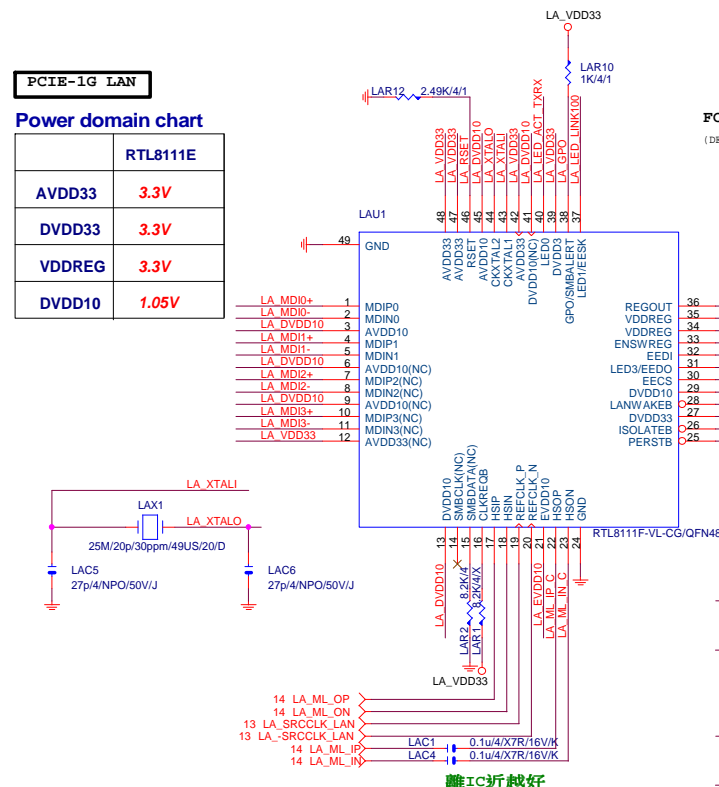 LA_VDD33
PCIE-1G LAN
LAR10
1K/4/1
LAR12 2.49K/4/1
Power domain chart
RTL8111E
AVDD33 3.3V
DVDD33 3.3V
VDDREG 3.3V
DVDD10 1.05V
LA_VDD33
LA_VDD33
LA_RSET
LA_DVDD10
LA_XTALO
LA_XTALI
LA_VDD33
LA_DVDD10
LA_LED_ACT_TXRX
LA_VDD33
LA_GPO
LA_LED_LINK100
LAU1
48 AVDD33
47 AVDD33
46 RSET
45 AVDD10
44 CKXTAL2
43 CKXTAL1
42 AVDD33
41 DVDD10(NC)
40 LED0
39 DVDD3
38 GPO/SMBALERT
37 LED1/EESK
49 GND
LA_MDI0+ 1 MDIP0
LA_MDI0- 2 MDIN0
LA_DVDD10 3 AVDD10
LA_MDI1+ 4 MDIP1
LA_MDI1- 5 MDIN1
LA_DVDD10 6 AVDD10(NC)
LA_MDI2+ 7 MDIP2(NC)
LA_MDI2- 8 MDIN2(NC)
LA_DVDD10 9 AVDD10(NC)
LA_MDI3+ 10 MDIP3(NC)
LA_MDI3- 11 MDIN3(NC)
LA_VDD33 12 AVDD33(NC)
REGOUT 36
VDDREG 35
VDDREG 34
ENSWREG 33
EEDI 32
LED3/EEDO 31
EECS 30
DVDD10 29
LANWAKEB 28
DVDD33 27
ISOLATEB 26
PERSTB 25
DVDD10 13
SMBCLK(NC) 14
SMBDATA(NC) 15
CLKREQB 16
HSIP 17
HSIN 18
REFCLK_P 19
REFCLK_N 20
EVDD10 21
HSOP 22
HSON 23
GND 24
RTL8111F-VL-CG/QFN48
LA_XTALI
LAX1
LA_XTALO
25M/20p/30ppm/49US/20/D
LAC5
27p/4/NPO/50V/J
LAC6
27p/4/NPO/50V/J
LA_DVDD10
LAR2 8.2K/4
LAR1 8.2K/4/X
LA_EVDD10
LA_ML_IP_C
LA_ML_IN_C
LA_VDD33
14 LA_ML_OP
14 LA_ML_ON
13 LA_SRCCLK_LAN
13 LA_-SRCCLK_LAN
14 LA_ML_IP LAC1 0.1u/4/X7R/16V/K
14 LA_ML_IN LAC4 0.1u/4/X7R/16V/K
離IC近越好